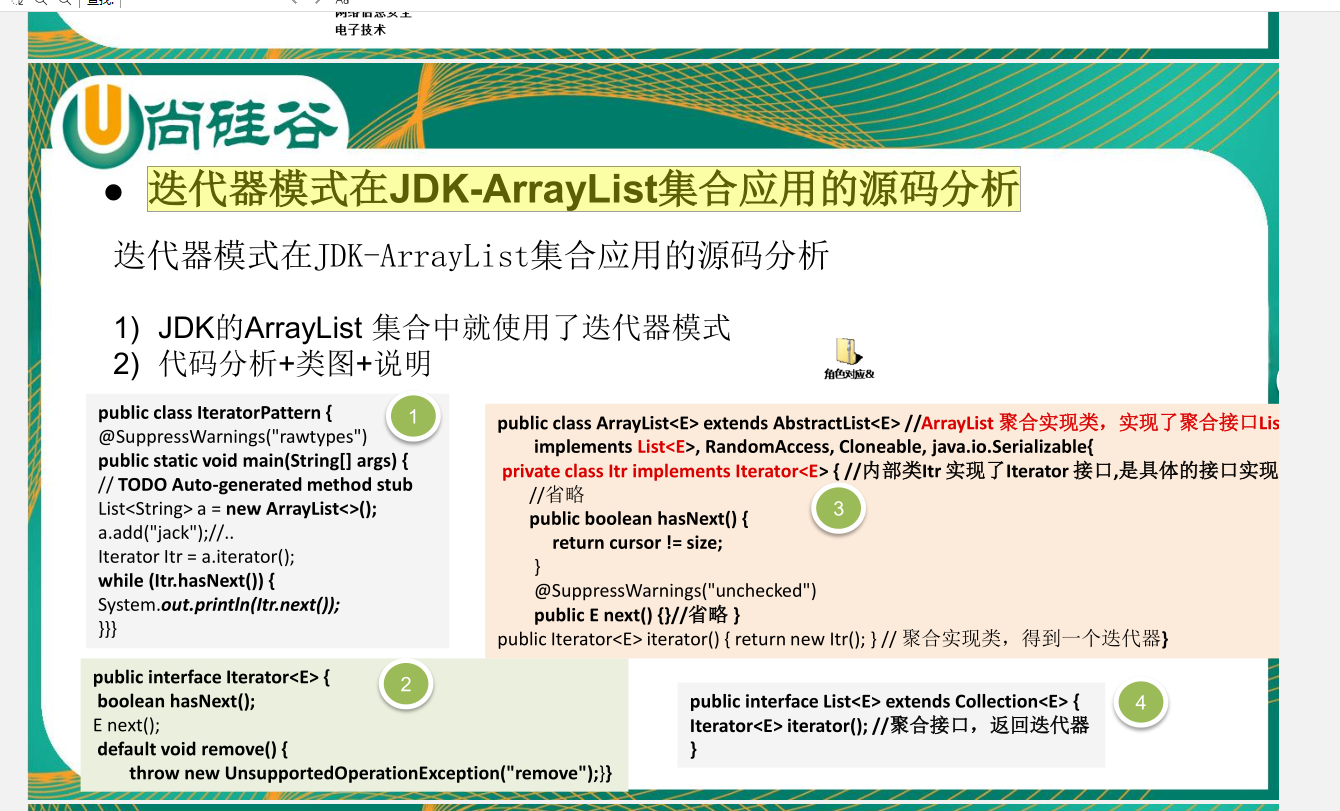 查找:
网络信息安全
电子技术
尚硅谷
● 迭代器模式在JDK-ArrayList集合应用的源码分析
迭代器模式在JDK-ArrayList集合应用的源码分析
1) JDK的ArrayList 集合中就使用了迭代器模式
2) 代码分析+类图+说明
角色对应&
public class IteratorPattern {
@SuppressWarnings("rawtypes")
public static void main(String[] args) {
// TODO Auto-generated method stub
List<String> a = new ArrayList<>();
a.add("jack");//..
Iterator Itr = a.iterator();
while (Itr.hasNext()) {
System.out.println(Itr.next());
}}}
1
public class ArrayList<E> extends AbstractList<E> //ArrayList 聚合实现类，实现了聚合接口Lis
implements List<E>, RandomAccess, Cloneable, java.io.Serializable{
private class Itr implements Iterator<E> { //内部类Itr 实现了Iterator 接口,是具体的接口实现
//省略
public boolean hasNext() {
return cursor != size;
}
@SuppressWarnings("unchecked")
public E next() {}//省略 }
public Iterator<E> iterator() { return new Itr(); } // 聚合实现类，得到一个迭代器}
3
public interface Iterator<E> {
boolean hasNext();
E next();
default void remove() {
throw new UnsupportedOperationException("remove");}}
2
public interface List<E> extends Collection<E> {
Iterator<E> iterator(); //聚合接口，返回迭代器
}
4